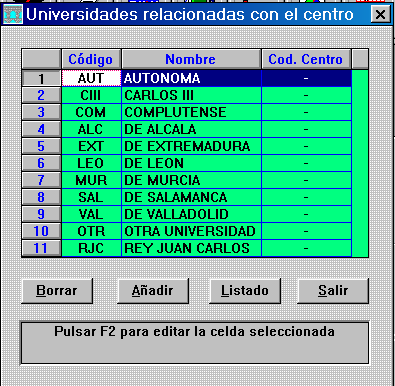 Universidades relacionadas con el centro
Código Nombre Cod. Centro
1 AUT AUTONOMA -
2 CIII CARLOS III -
3 COM COMPLUTENSE -
4 ALC DE ALCALA -
5 EXT DE EXTREMADURA -
6 LEO DE LEON -
7 MUR DE MURCIA -
8 SAL DE SALAMANCA -
9 VAL DE VALLADOLID -
10 OTR OTRA UNIVERSIDAD -
11 RJC REY JUAN CARLOS -
Borrar Añadir Listado Salir
Pulsar F2 para editar la celda seleccionada